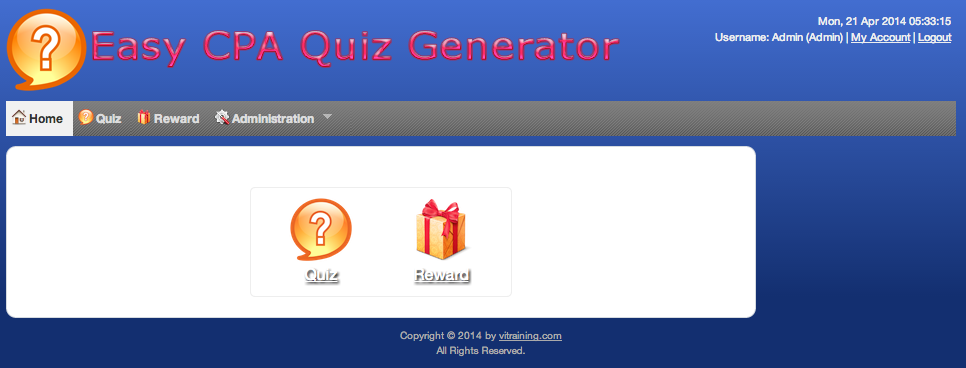 Easy CPA Quiz Generator
Mon, 21 Apr 2014 05:33:15
Username: Admin (Admin) | My Account | Logout
Home Quiz Reward Administration
Quiz Reward
Copyright © 2014 by vitraining.com
All Rights Reserved.